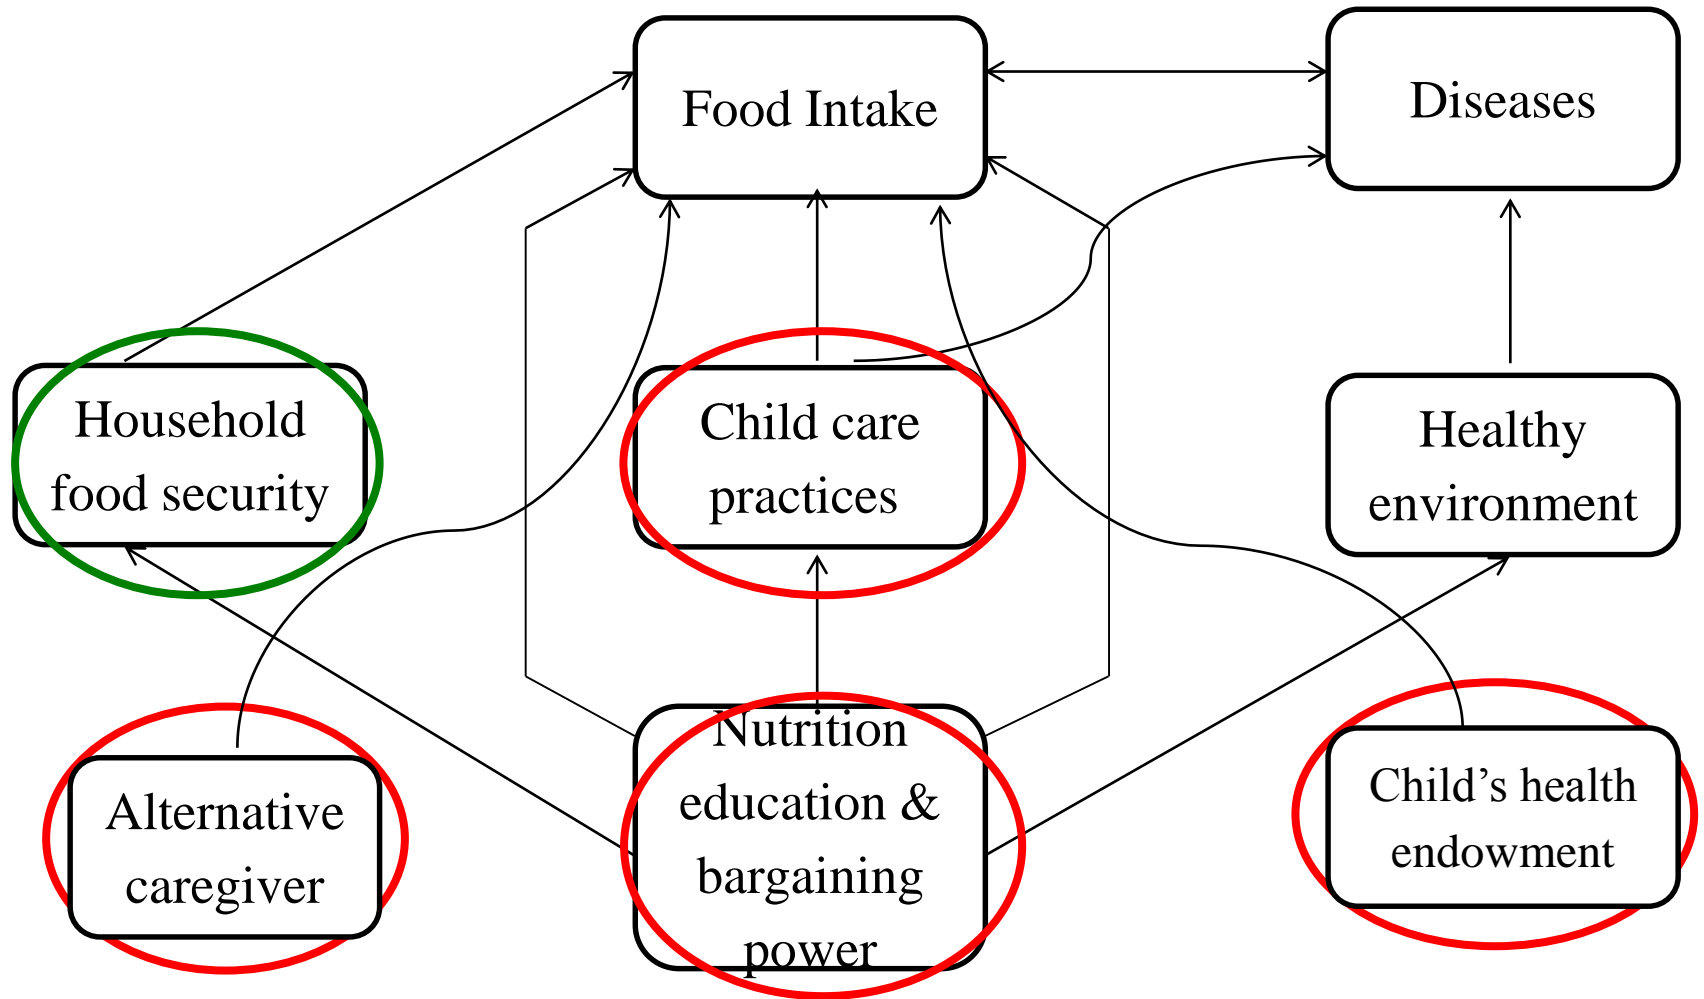 Food Intake
Diseases
Household
food security
Child care
practices
Healthy
environment
Alternative
caregiver
Nutrition
education &
bargaining
power
Child’s health
endowment